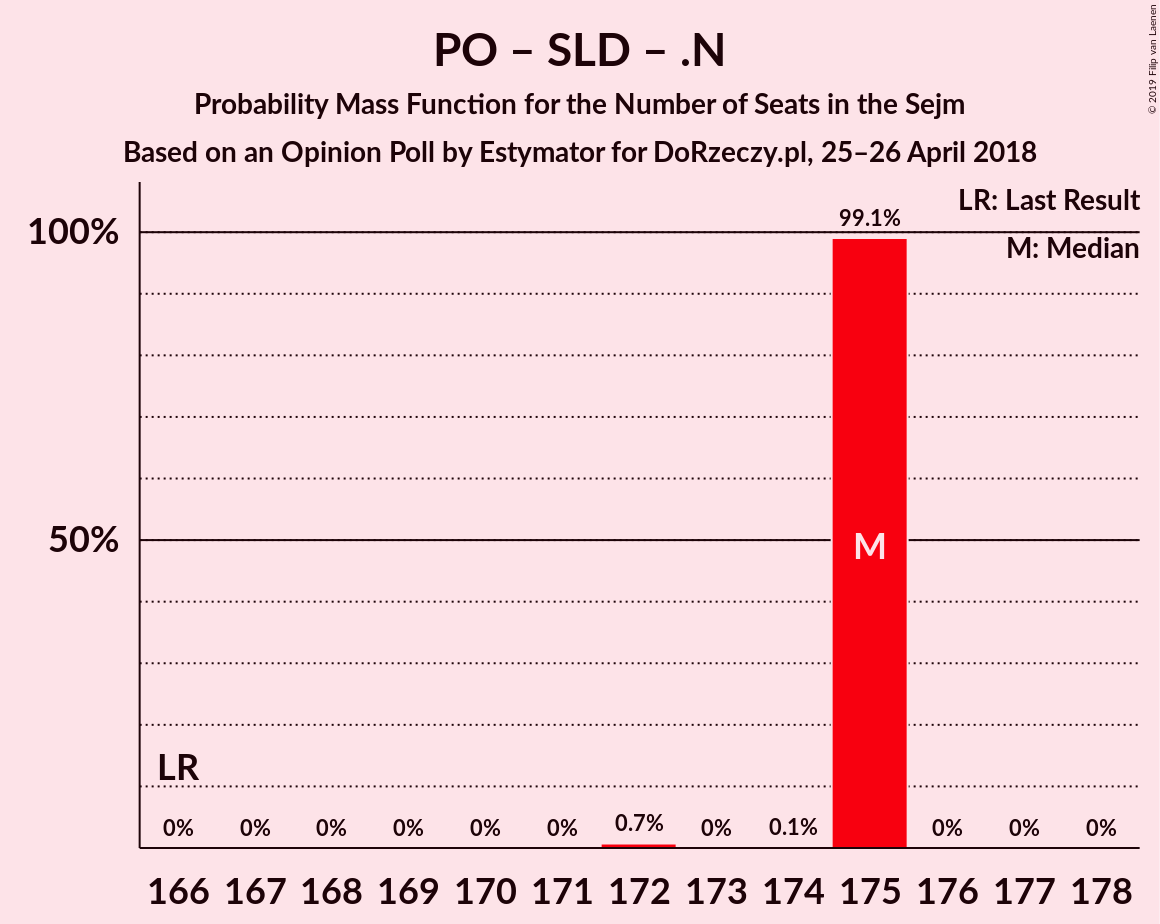 PO – SLD – .N
Probability Mass Function for the Number of Seats in the Sejm
Based on an Opinion Poll by Estymator for DoRzeczy.pl, 25–26 April 2018
© 2019 Filip van Laenen
LR: Last Result
M: Median
100%
50%
99.1%
M
LR
0% 0% 0% 0% 0% 0% 0.7% 0% 0.1% 0% 0% 0%
166 167 168 169 170 171 172 173 174 175 176 177 178